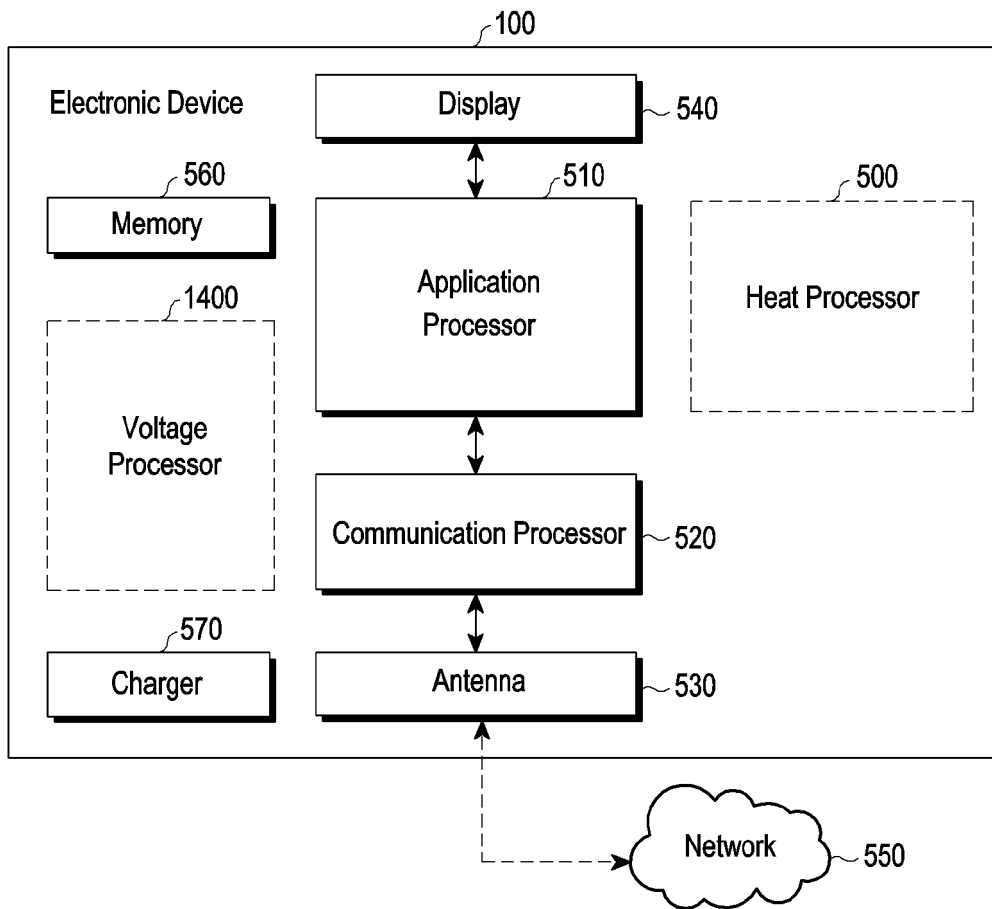 100
Electronic Device
Display
540
560
510
500
Memory
Application
Processor
Heat Processor
1400
Voltage
Processor
Communication Processor
520
570
Charger
Antenna
530
Network
550